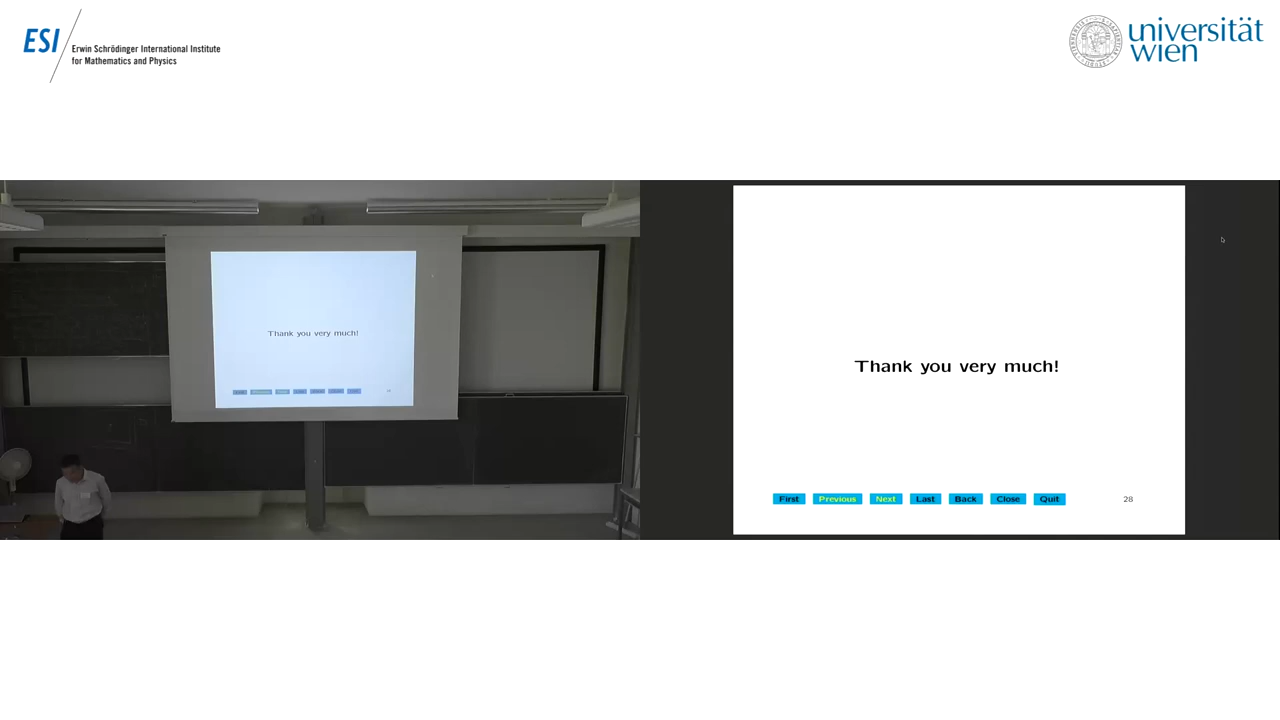 ESI
Erwin Schrödinger International Institute
for Mathematics and Physics
universität
wien
Thank you very much!
Thank you very much!
First Previous Next Last Back Close Quit 28